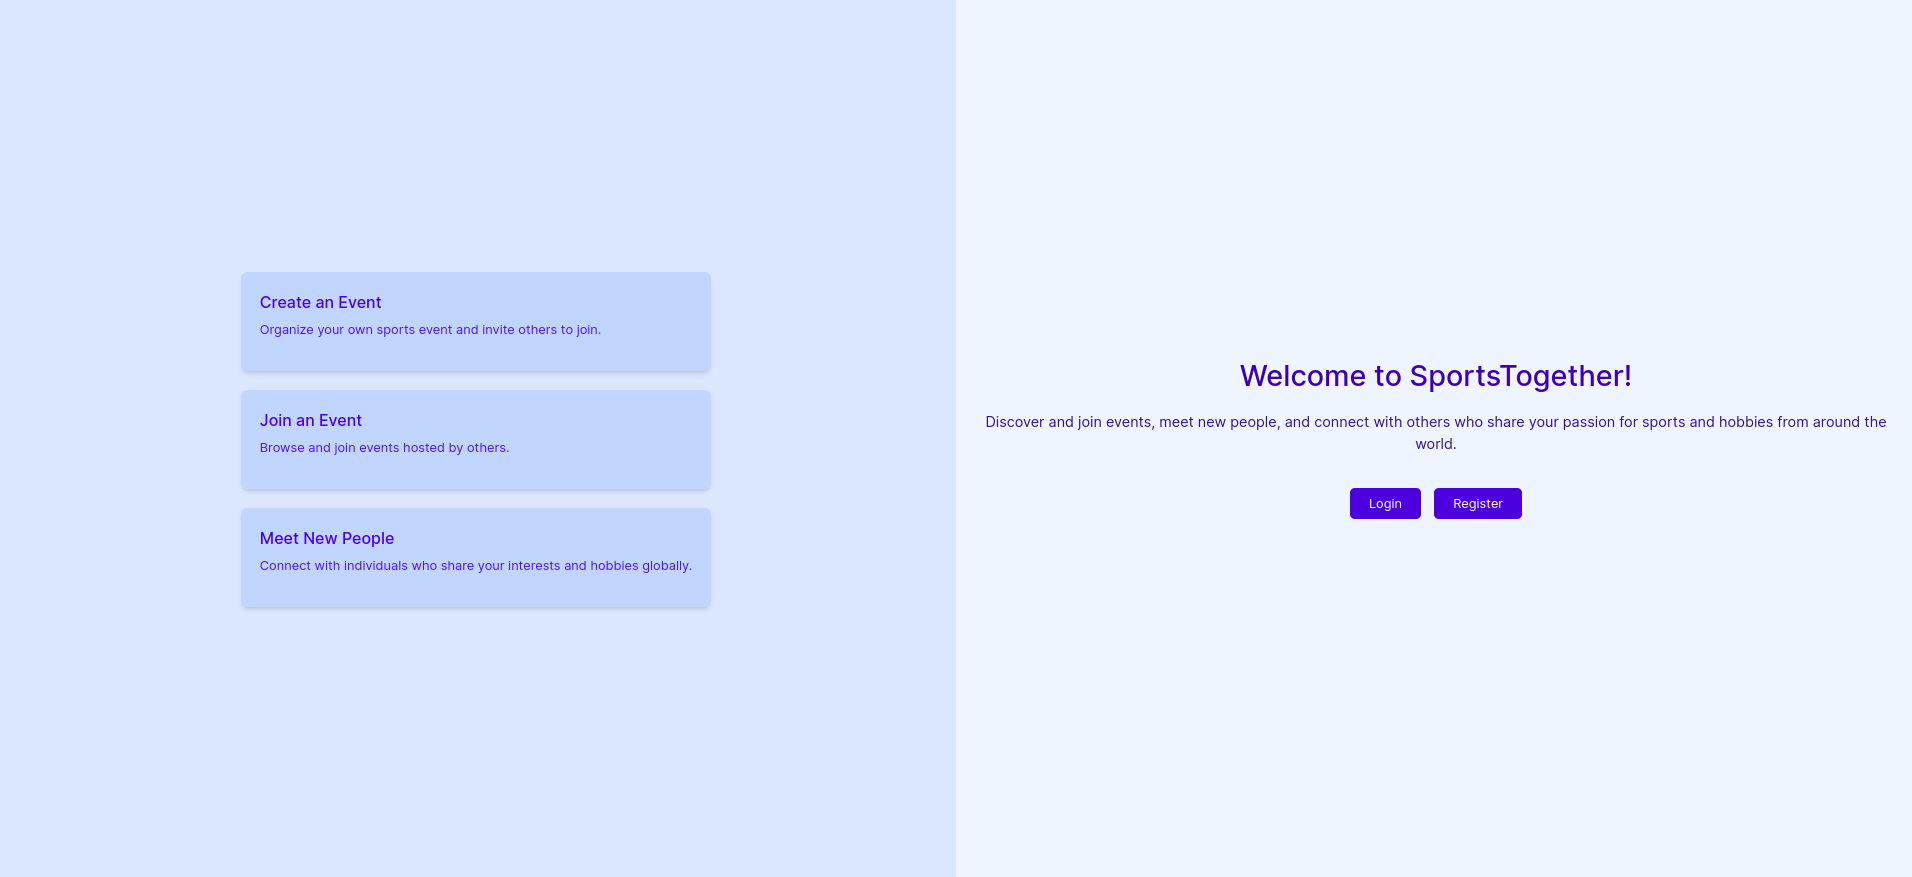 Create an Event
Organize your own sports event and invite others to join.
Join an Event
Browse and join events hosted by others.
Meet New People
Connect with individuals who share your interests and hobbies globally.
Welcome to SportsTogether!
Discover and join events, meet new people, and connect with others who share your passion for sports and hobbies from around the
world.
Login
Register